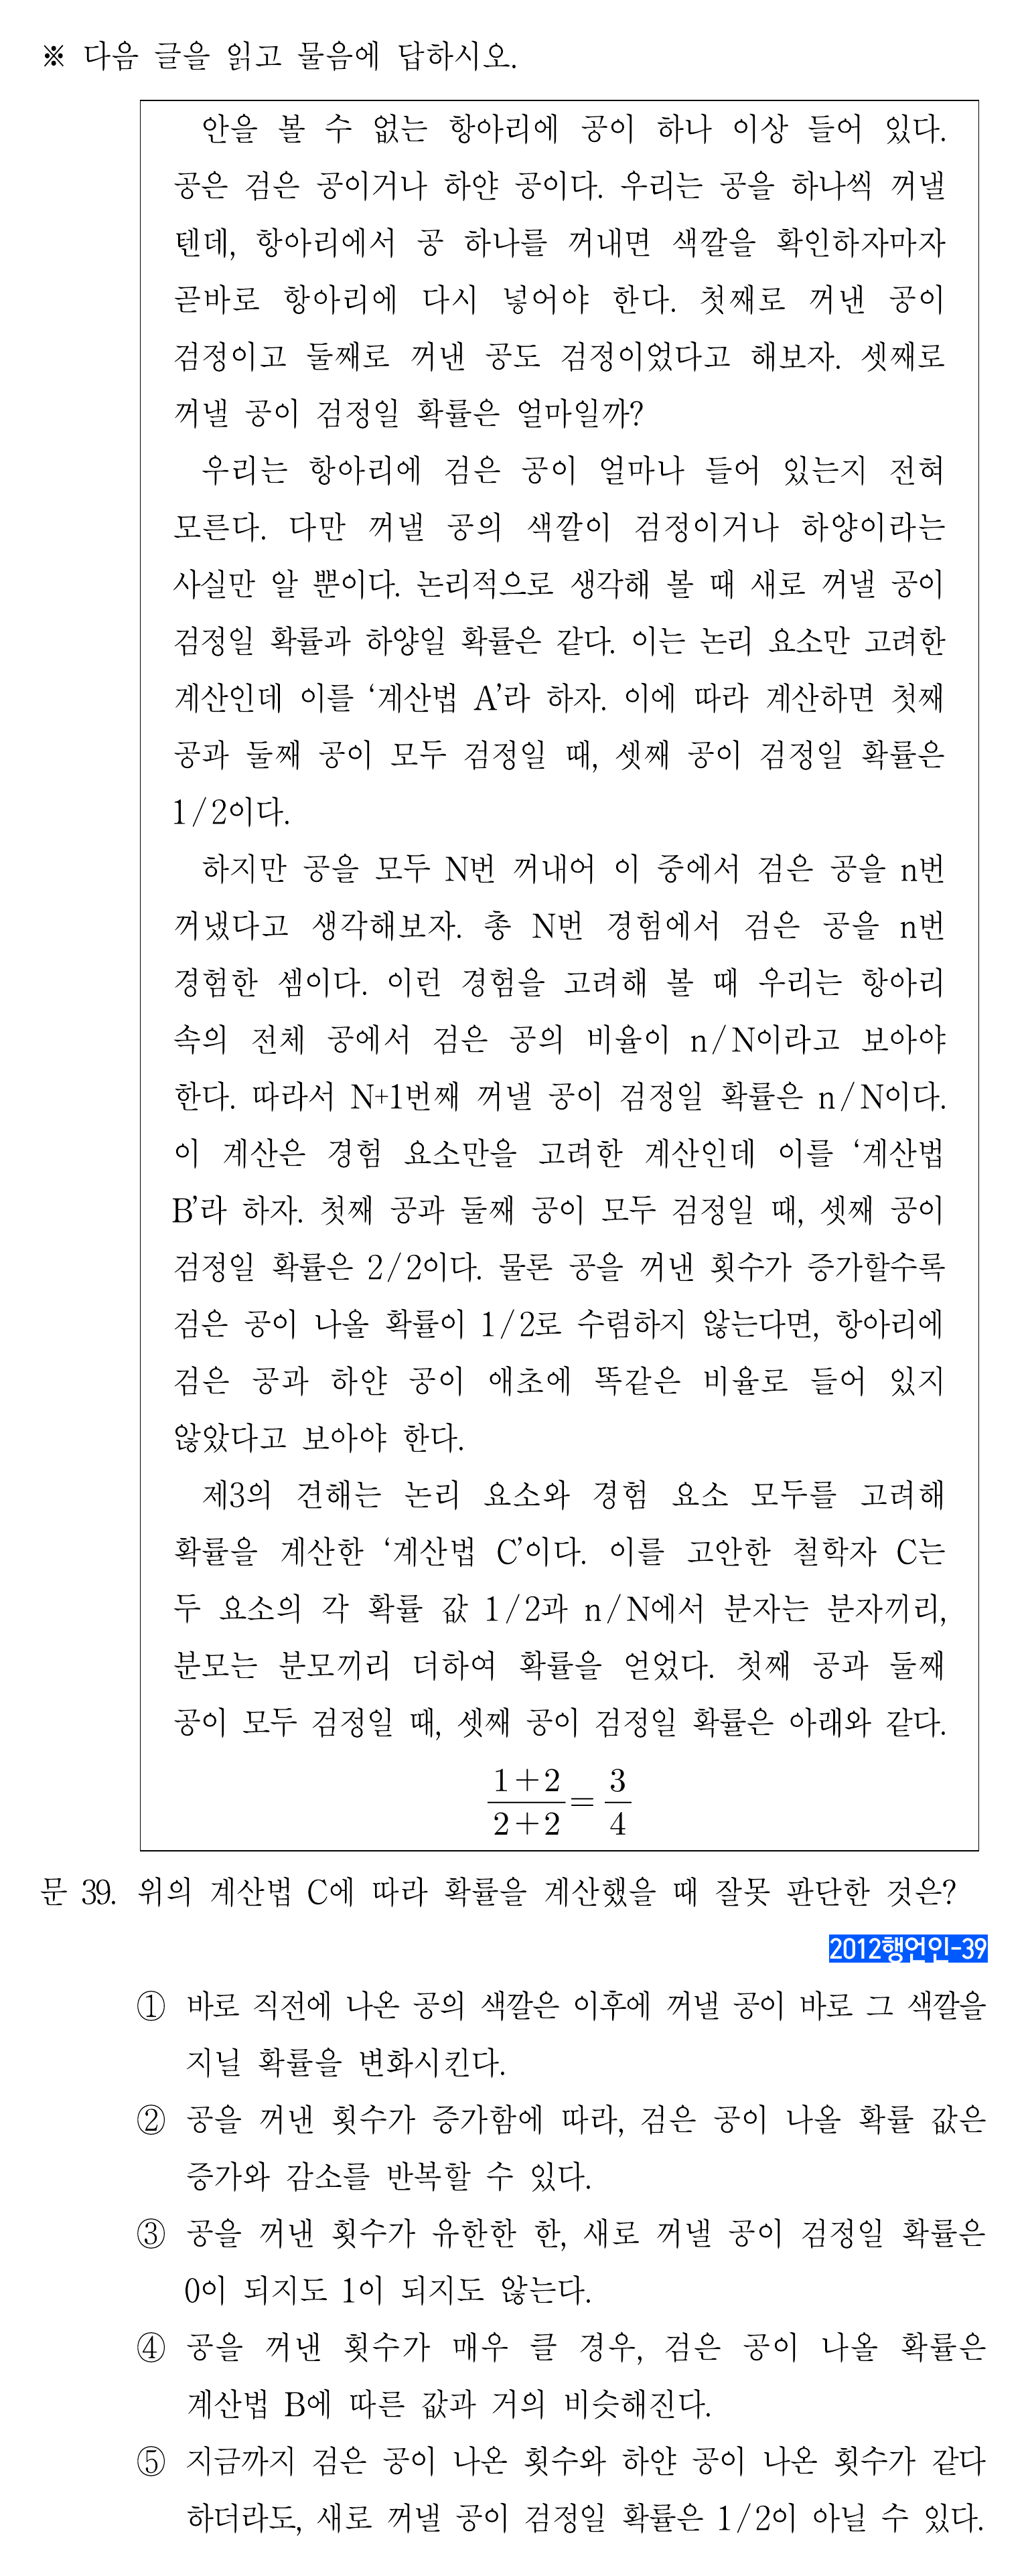 ※ 다음 글을 읽고 물음에 답하시오.
안을 볼 수 없는 항아리에 공이 하나 이상 들어 있다.
공은 검은 공이거나 하얀 공이다. 우리는 공을 하나씩 꺼낼
텐데, 항아리에서 공 하나를 꺼내면 색깔을 확인하자마자
곧바로 항아리에 다시 넣어야 한다. 첫째로 꺼낸 공이
검정이고 둘째로 꺼낸 공도 검정이었다고 해보자. 셋째로
꺼낼 공이 검정일 확률은 얼마일까?
우리는 항아리에 검은 공이 얼마나 들어 있는지 전혀
모른다. 다만 꺼낼 공의 색깔이 검정이거나 하양이라는
사실만 알 뿐이다. 논리적으로 생각해 볼 때 새로 꺼낼 공이
검정일 확률과 하양일 확률은 같다. 이는 논리 요소만 고려한
계산인데 이를 ‘계산법 A’라 하자. 이에 따라 계산하면 첫째
공과 둘째 공이 모두 검정일 때, 셋째 공이 검정일 확률은
1/2이다.
하지만 공을 모두 N번 꺼내어 이 중에서 검은 공을 n번
꺼냈다고 생각해보자. 총 N번 경험에서 검은 공을 n번
경험한 셈이다. 이런 경험을 고려해 볼 때 우리는 항아리
속의 전체 공에서 검은 공의 비율이 n/N이라고 보아야
한다. 따라서 N+1번째 꺼낼 공이 검정일 확률은 n/N이다.
이 계산은 경험 요소만을 고려한 계산인데 이를 ‘계산법
B’라 하자. 첫째 공과 둘째 공이 모두 검정일 때, 셋째 공이
검정일 확률은 2/2이다. 물론 공을 꺼낸 횟수가 증가할수록
검은 공이 나올 확률이 1/2로 수렴하지 않는다면, 항아리에
검은 공과 하얀 공이 애초에 똑같은 비율로 들어 있지
않았다고 보아야 한다.
제3의 견해는 논리 요소와 경험 요소 모두를 고려해
확률을 계산한 ‘계산법 C’이다. 이를 고안한 철학자 C는
두 요소의 각 확률 값 1/2과 n/N에서 분자는 분자끼리,
분모는 분모끼리 더하여 확률을 얻었다. 첫째 공과 둘째
공이 모두 검정일 때, 셋째 공이 검정일 확률은 아래와 같다.
(1+2)/(2+2) = 3/4
문 39. 위의 계산법 C에 따라 확률을 계산했을 때 잘못 판단한 것은?
2012행언인-39
① 바로 직전에 나온 공의 색깔은 이후에 꺼낼 공이 바로 그 색깔을
지닐 확률을 변화시킨다.
② 공을 꺼낸 횟수가 증가함에 따라, 검은 공이 나올 확률 값은
증가와 감소를 반복할 수 있다.
③ 공을 꺼낸 횟수가 유한한 한, 새로 꺼낼 공이 검정일 확률은
0이 되지도 1이 되지도 않는다.
④ 공을 꺼낸 횟수가 매우 클 경우, 검은 공이 나올 확률은
계산법 B에 따른 값과 거의 비슷해진다.
⑤ 지금까지 검은 공이 나온 횟수와 하얀 공이 나온 횟수가 같다
하더라도, 새로 꺼낼 공이 검정일 확률은 1/2이 아닐 수 있다.